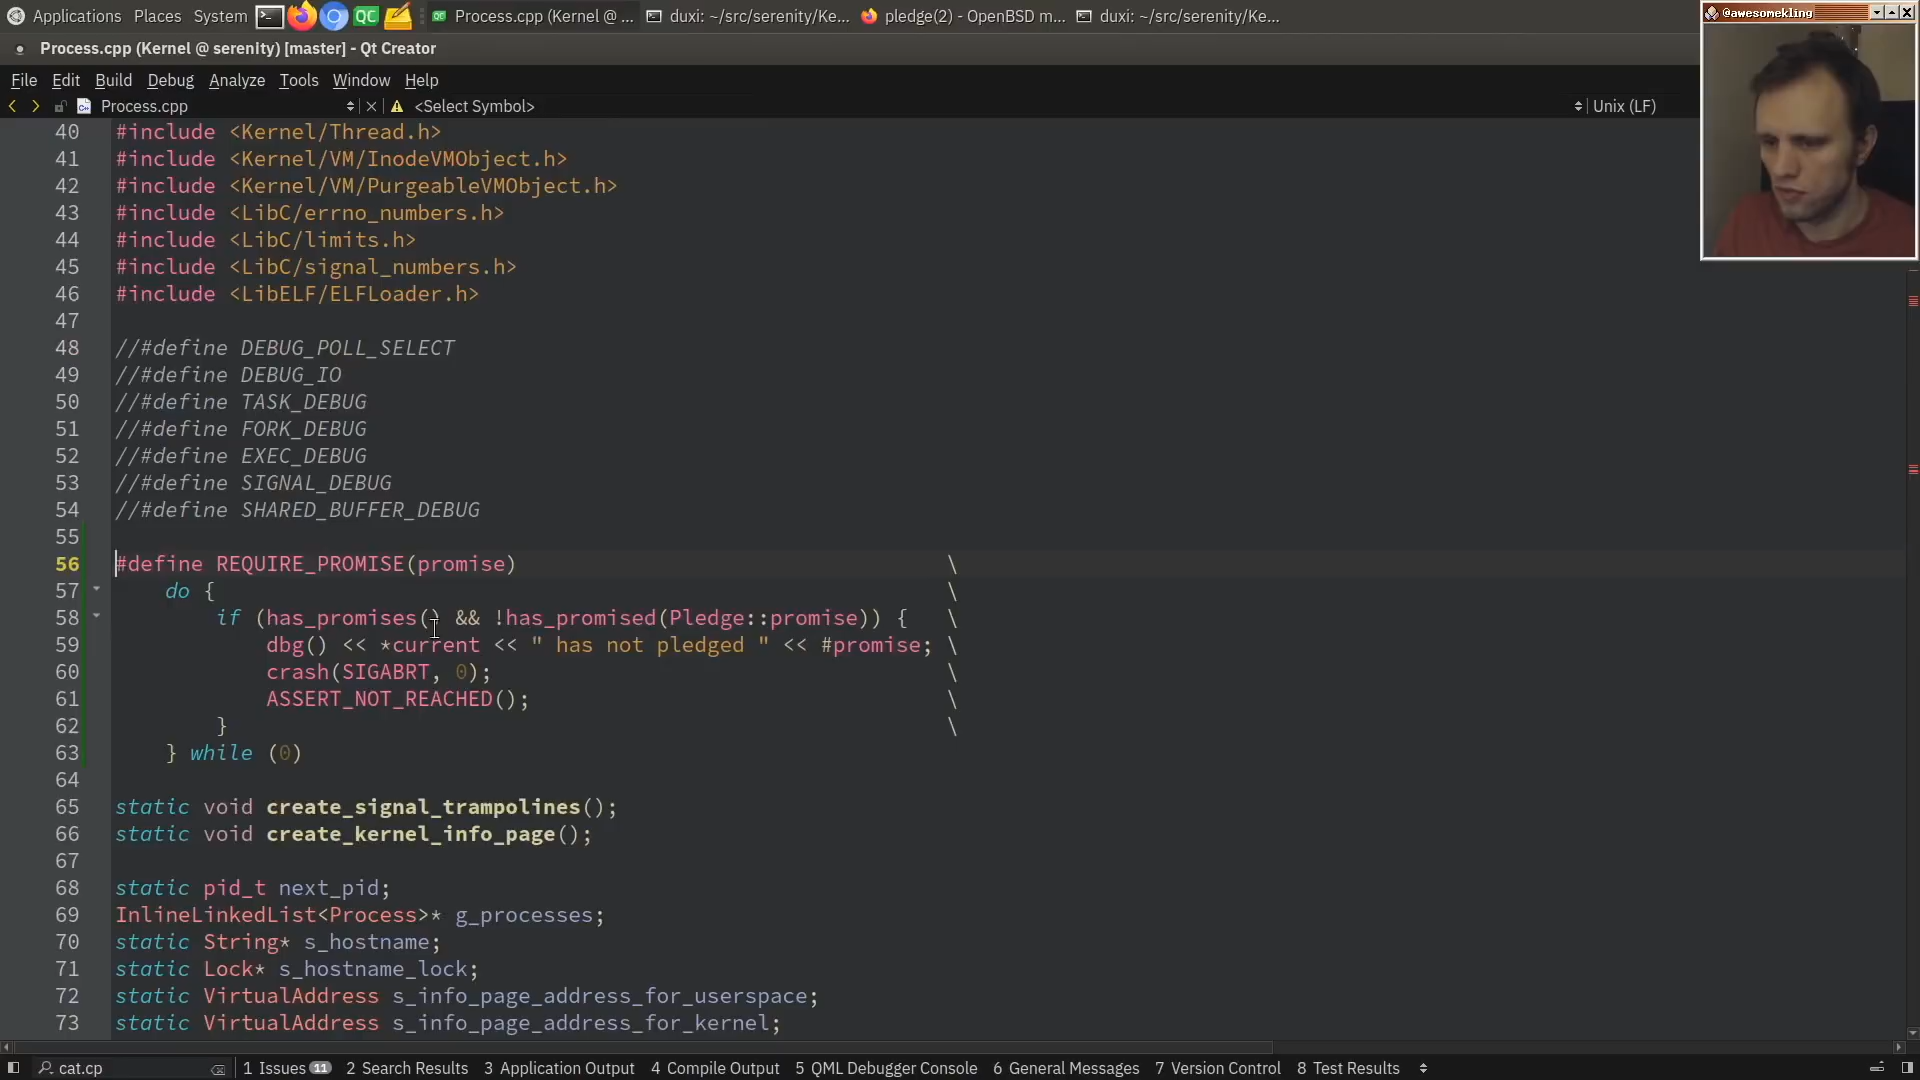 Applications Places System QC Process.cpp (Kernel @ ... duxi: ~/src/serenity/Ke... pledge(2) - OpenBSD m... duxi: ~/src/serenity/Ke...
@awesomekling
Process.cpp (Kernel @ serenity) [master] - Qt Creator
File Edit Build Debug Analyze Tools Window Help
Process.cpp <Select Symbol> Unix (LF)
40 #include <Kernel/Thread.h>
41 #include <Kernel/VM/InodeVMObject.h>
42 #include <Kernel/VM/PurgeableVMObject.h>
43 #include <LibC/errno_numbers.h>
44 #include <LibC/limits.h>
45 #include <LibC/signal_numbers.h>
46 #include <LibELF/ELFLoader.h>
47
48 //#define DEBUG_POLL_SELECT
49 //#define DEBUG_IO
50 //#define TASK_DEBUG
51 //#define FORK_DEBUG
52 //#define EXEC_DEBUG
53 //#define SIGNAL_DEBUG
54 //#define SHARED_BUFFER_DEBUG
55
56 #define REQUIRE_PROMISE(promise) \
57 do { \
58 if (has_promises() && !has_promised(Pledge::promise)) { \
59 dbg() << *current << " has not pledged " << #promise; \
60 crash(SIGABRT, 0); \
61 ASSERT_NOT_REACHED(); \
62 } \
63 } while (0)
64
65 static void create_signal_trampolines();
66 static void create_kernel_info_page();
67
68 static pid_t next_pid;
69 InlineLinkedList<Process>* g_processes;
70 static String* s_hostname;
71 static Lock* s_hostname_lock;
72 static VirtualAddress s_info_page_address_for_userspace;
73 static VirtualAddress s_info_page_address_for_kernel;
cat.cp 1 Issues 11 2 Search Results 3 Application Output 4 Compile Output 5 QML Debugger Console 6 General Messages 7 Version Control 8 Test Results